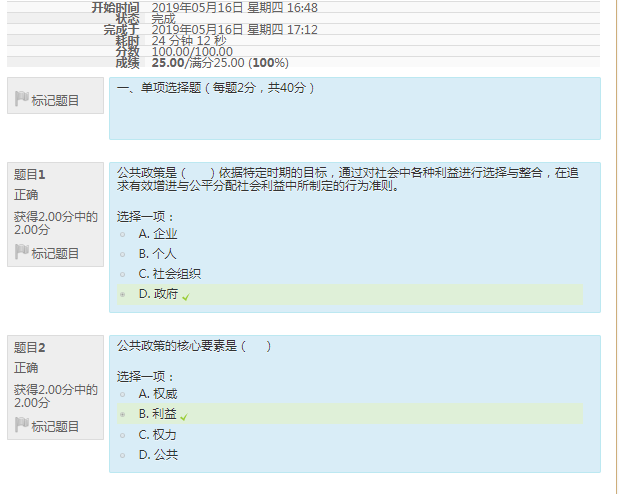 开始时间 2019年05月16日 星期四 16:48
状态 完成
完成于 2019年05月16日 星期四 17:12
耗时 24 分钟 12 秒
分数 100.00/100.00
成绩 25.00/满分25.00 (100%)
标记题目
一、单项选择题（每题2分，共40分）
题目1
正确
获得2.00分中的
2.00分
标记题目
公共政策是（　　）依据特定时期的目标，通过对社会中各种利益进行选择与整合，在追
求有效增进与公平分配社会利益中所制定的行为准则。
选择一项：
A. 企业
B. 个人
C. 社会组织
D. 政府
题目2
正确
获得2.00分中的
2.00分
标记题目
公共政策的核心要素是（　　）
选择一项：
A. 权威
B. 利益
C. 权力
D. 公共